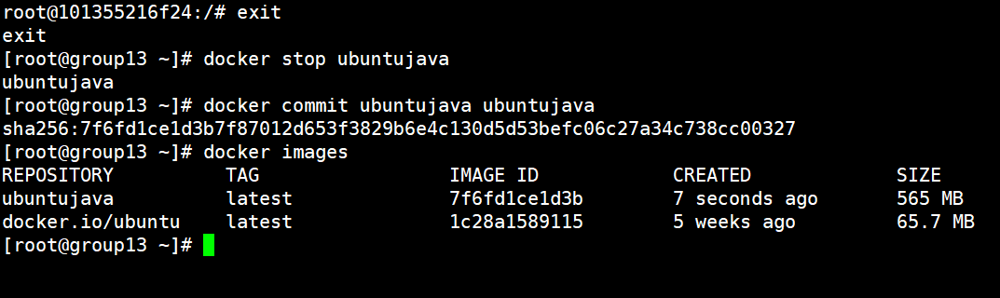 root@101355216f24:/# exit
exit
[root@group13 ~]# docker stop ubuntujava
ubuntujava
[root@group13 ~]# docker commit ubuntujava ubuntujava
sha256:7f6fd1ce1d3b7f87012d653f3829b6e4c130d5d53befc06c27a34c738cc00327
[root@group13 ~]# docker images
REPOSITORY          TAG                 IMAGE ID            CREATED             SIZE
ubuntujava          latest              7f6fd1ce1d3b        7 seconds ago       565 MB
docker.io/ubuntu    latest              1c28a1589115        5 weeks ago         65.7 MB
[root@group13 ~]#